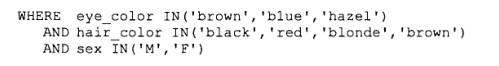 WHERE eye_color IN('brown','blue','hazel')
AND hair_color IN('black','red','blonde','brown')
AND sex IN('M','F')